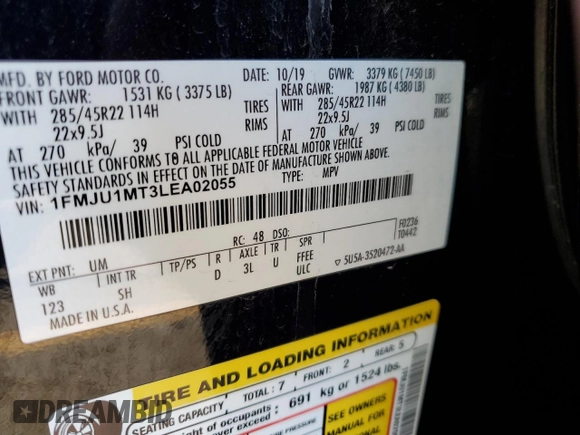 MFD. BY FORD MOTOR CO.
DATE: 10/19 GVWR: 3379 KG (7450 LB)
FRONT GAWR: 1531 KG (3375 LB) REAR GAWR: 1987 KG (4380 LB)
WITH 285/45R22 114H TIRES WITH 285/45R22 114H TIRES
22x9.5J RIMS 22x9.5J RIMS
AT 270 kPa/ 39 PSI COLD AT 270 kPa/ 39 PSI COLD
THIS VEHICLE CONFORMS TO ALL APPLICABLE FEDERAL MOTOR VEHICLE
SAFETY STANDARDS IN EFFECT ON THE DATE OF MANUFACTURE SHOWN ABOVE.
VIN: 1FMJU1MT3LEA02055
TYPE: MPV
F0236
T0442
EXT PNT: UM RC: 48 DSO:
WB INT TR TP/PS R AXLE TR SPR
123 SH D 3L U FFEE
ULC
▽ 5U5A-3520472-AA
MADE IN U.S.A.
TIRE AND LOADING INFORMATION
SEATING CAPACITY TOTAL: 7 FRONT: 2 REAR: 5
weight of occupants
never exceed: 691 kg or 1524 lbs.
SEE OWNERS
MANUAL FOR
DREAMBID